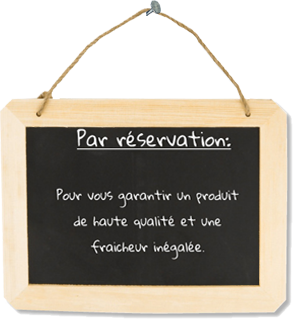 Par réservation:
Pour vous garantir un produit
de haute qualité et une
fraicheur inégalée.